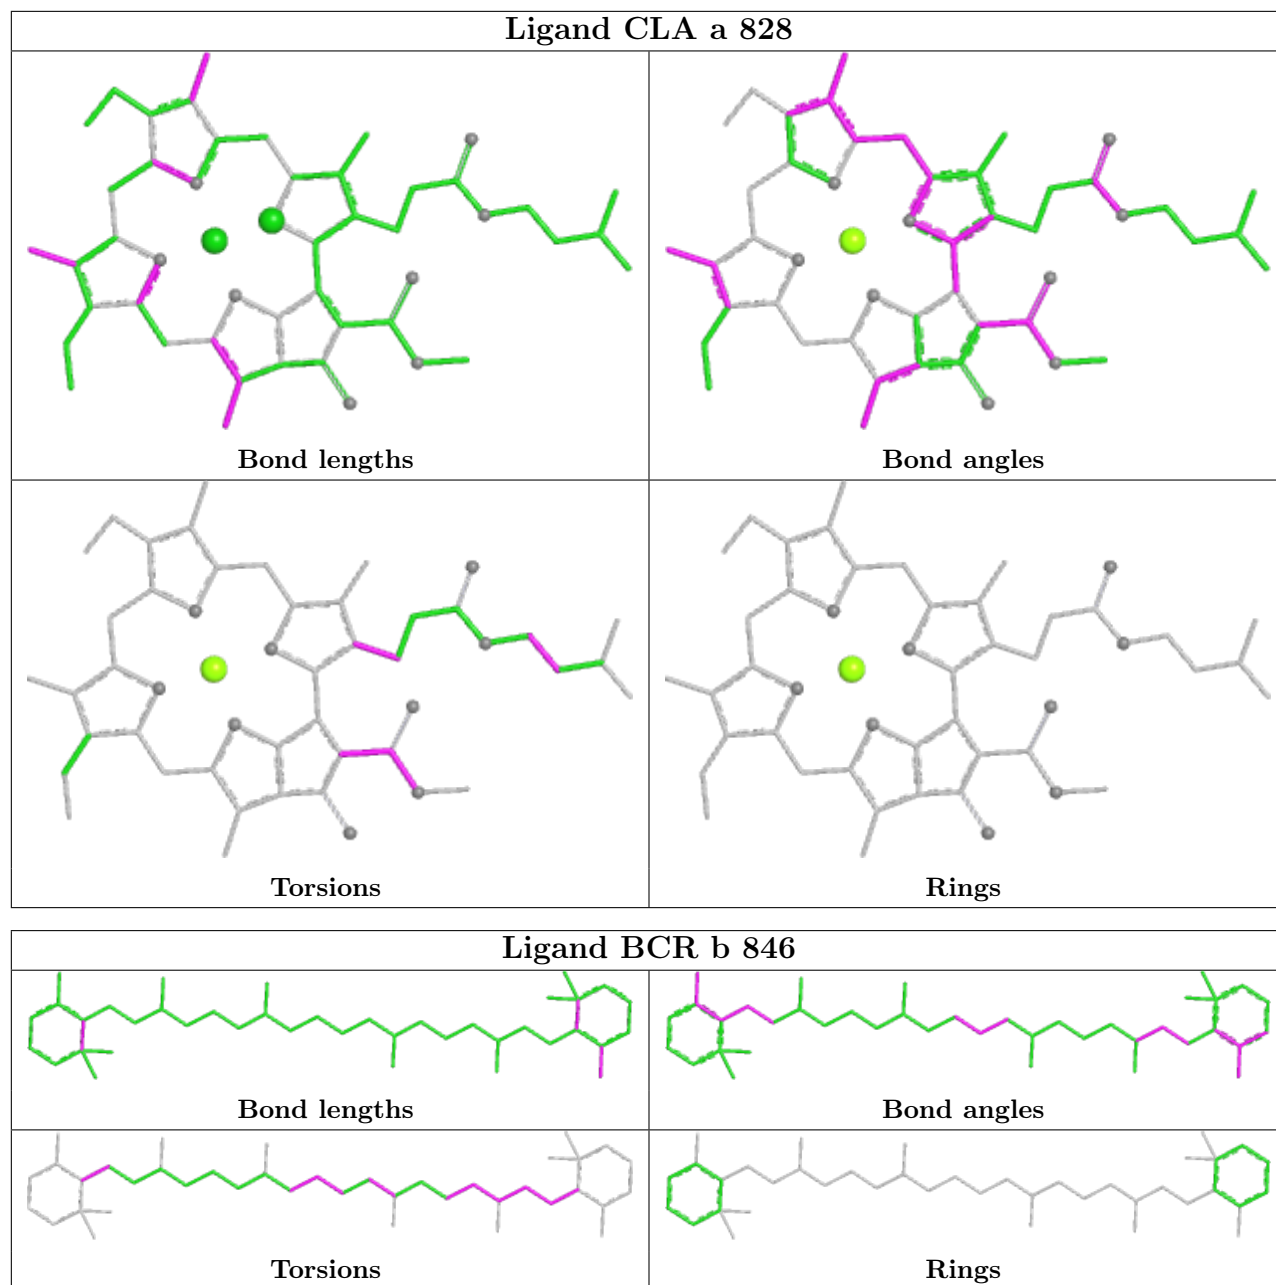 Ligand CLA a 828
Bond lengths
Bond angles
Torsions
Rings
Ligand BCR b 846
Bond lengths
Bond angles
Torsions
Rings